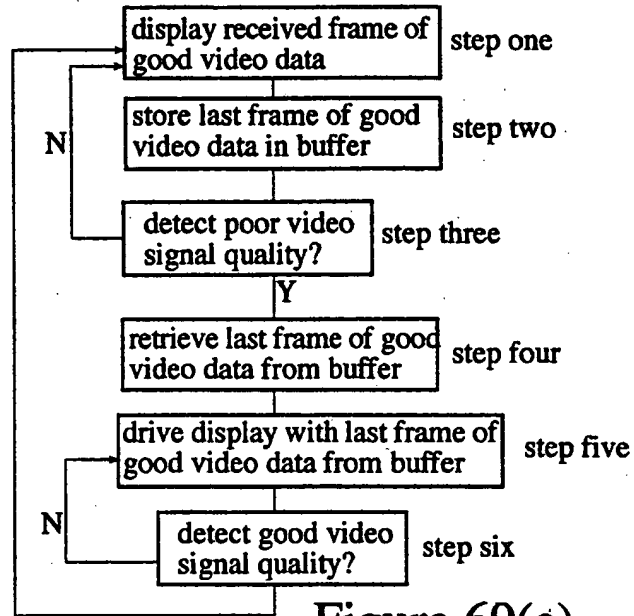 display received frame of
good video data
step one
store last frame of good
video data in buffer
step two
N
detect poor video
signal quality?
step three
Y
retrieve last frame of good
video data from buffer
step four
drive display with last frame of
good video data from buffer
step five
N
detect good video
signal quality?
step six